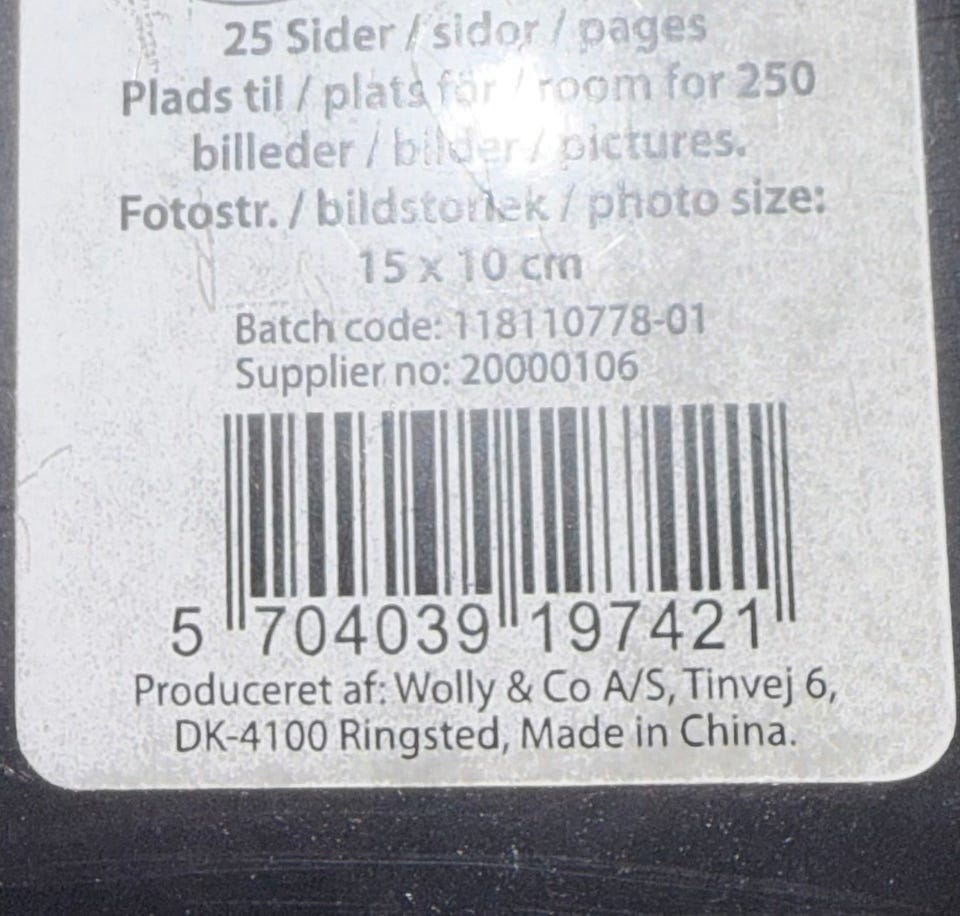 25 Sider / sidor / pages
Plads til / plats för / room for 250
billeder / bilder / pictures.
Fotostr. / bildstorlek / photo size:
15 x 10 cm
Batch code: 118110778-01
Supplier no: 20000106
5 704039 197421
Produceret af: Wolly & Co A/S, Tinvej 6,
DK-4100 Ringsted, Made in China.